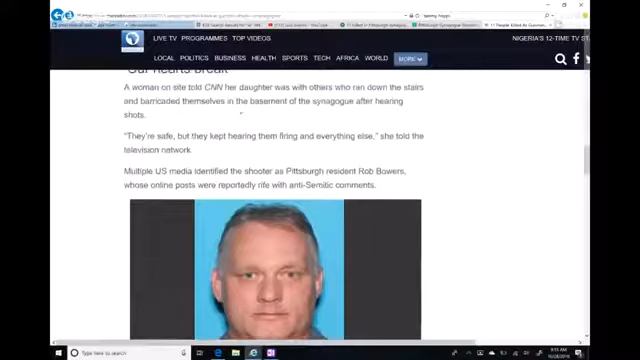 LIVE TV PROGRAMMES TOP VIDEOS
NIGERIA'S 12-TIME TV ST
LOCAL POLITICS BUSINESS HEALTH SPORTS TECH AFRICA WORLD MORE
"Our hearts break"
A woman on site told CNN her daughter was with others who ran down the stairs
and barricaded themselves in the basement of the synagogue after hearing
shots.
"They're safe, but they kept hearing them firing and everything else," she told the
television network.
Multiple US media identified the shooter as Pittsburgh resident Rob Bowers,
whose online posts were reportedly rife with anti-Semitic comments.
Type here to search